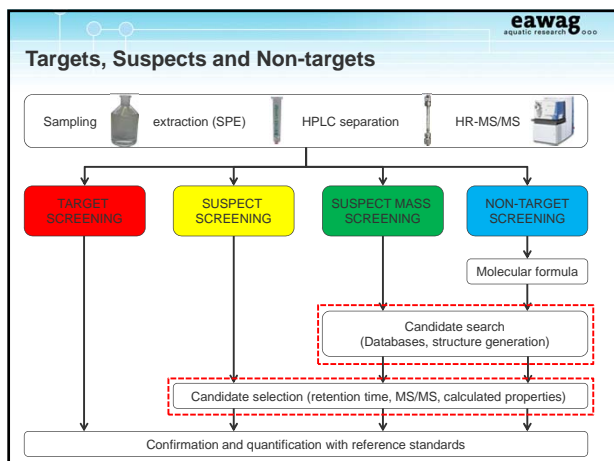 eawag
aquatic research
Targets, Suspects and Non-targets
Sampling extraction (SPE) HPLC separation HR-MS/MS
TARGET
SCREENING
SUSPECT
SCREENING
SUSPECT MASS
SCREENING
NON-TARGET
SCREENING
Molecular formula
Candidate search
(Databases, structure generation)
Candidate selection (retention time, MS/MS, calculated properties)
Confirmation and quantification with reference standards